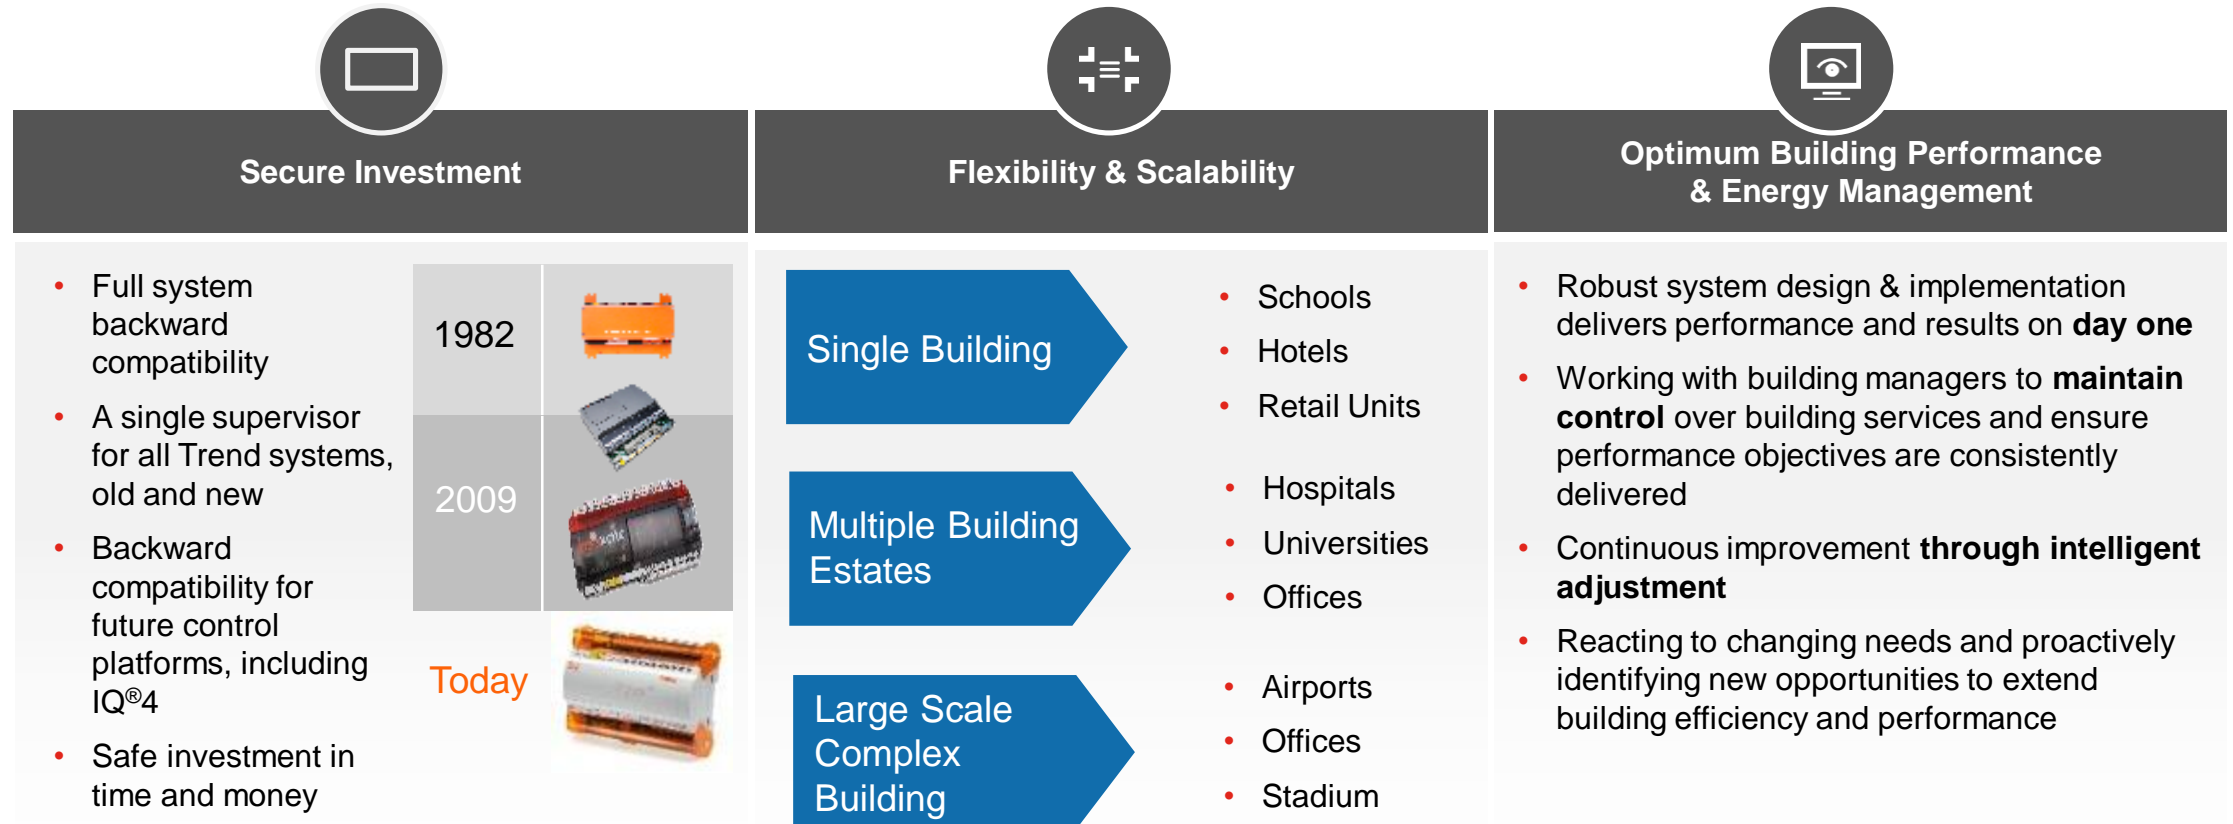 Secure Investment
Full system
backward
compatibility
A single supervisor
for all Trend systems,
old and new
Backward
compatibility for
future control
platforms, including
IQ®4
Safe investment in
time and money
1982
2009
Today
Flexibility & Scalability
Single Building
Schools
Hotels
Retail Units
Multiple Building
Estates
Hospitals
Universities
Offices
Large Scale
Complex
Building
Airports
Offices
Stadium
Optimum Building Performance
& Energy Management
Robust system design & implementation
delivers performance and results on day one
Working with building managers to maintain
control over building services and ensure
performance objectives are consistently
delivered
Continuous improvement through intelligent
adjustment
Reacting to changing needs and proactively
identifying new opportunities to extend
building efficiency and performance